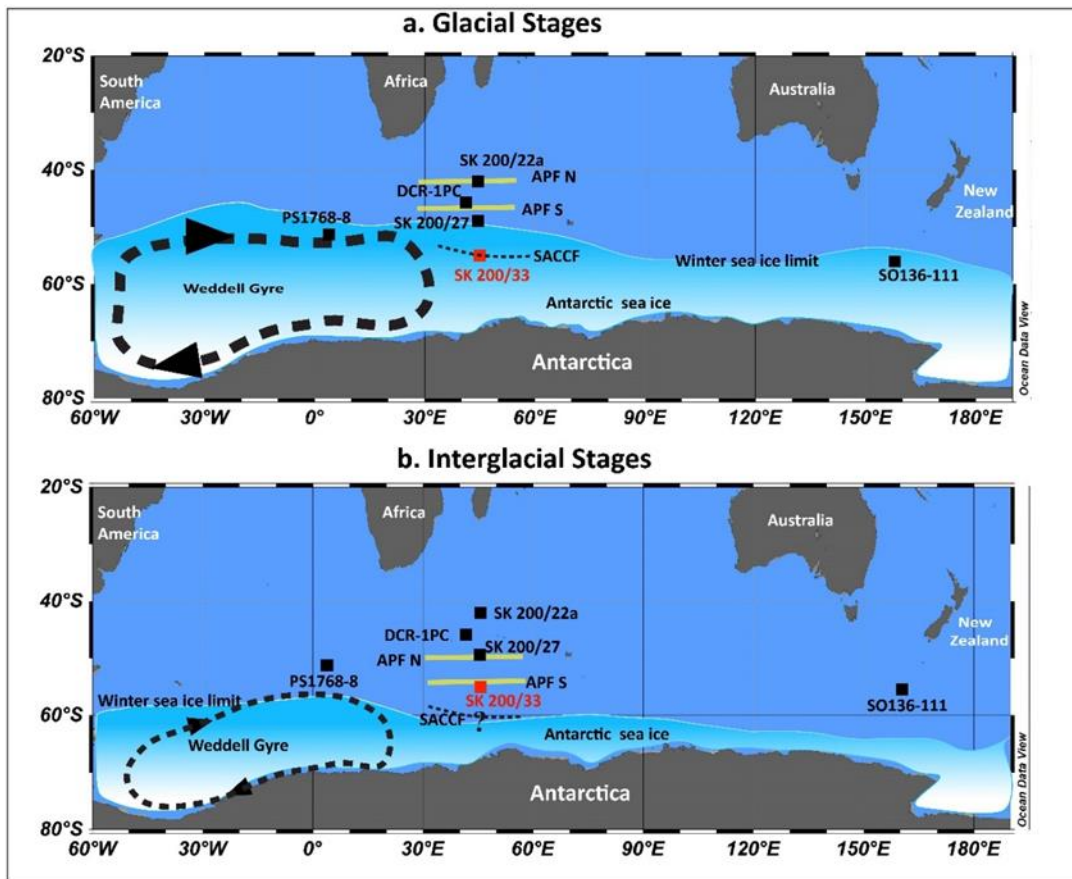 a. Glacial Stages
20°S
South
America
Africa
Australia
40°S
SK 200/22a
APF N
DCR-1PC
APF S
New
Zealand
PS1768-8
SK 200/27
SACCF
Winter sea ice limit
SO136-111
60°S
SK 200/33
Weddell Gyre
Antarctic sea ice
Antarctica
Ocean Data View
80°S
60°W
30°W
0°
30°E
60°E
90°E
120°E
150°E
180°E
b. Interglacial Stages
20°S
South
America
Africa
Australia
40°S
SK 200/22a
DCR-1PC
New
Zealand
SK 200/27
APF N
PS1768-8
APF S
SK 200/33
Winter sea ice limit
SO136-111
60°S
SACCF ?
Weddell Gyre
Antarctic sea ice
Antarctica
Ocean Data View
80°S
60°W
30°W
0°
30°E
60°E
90°E
120°E
150°E
180°E